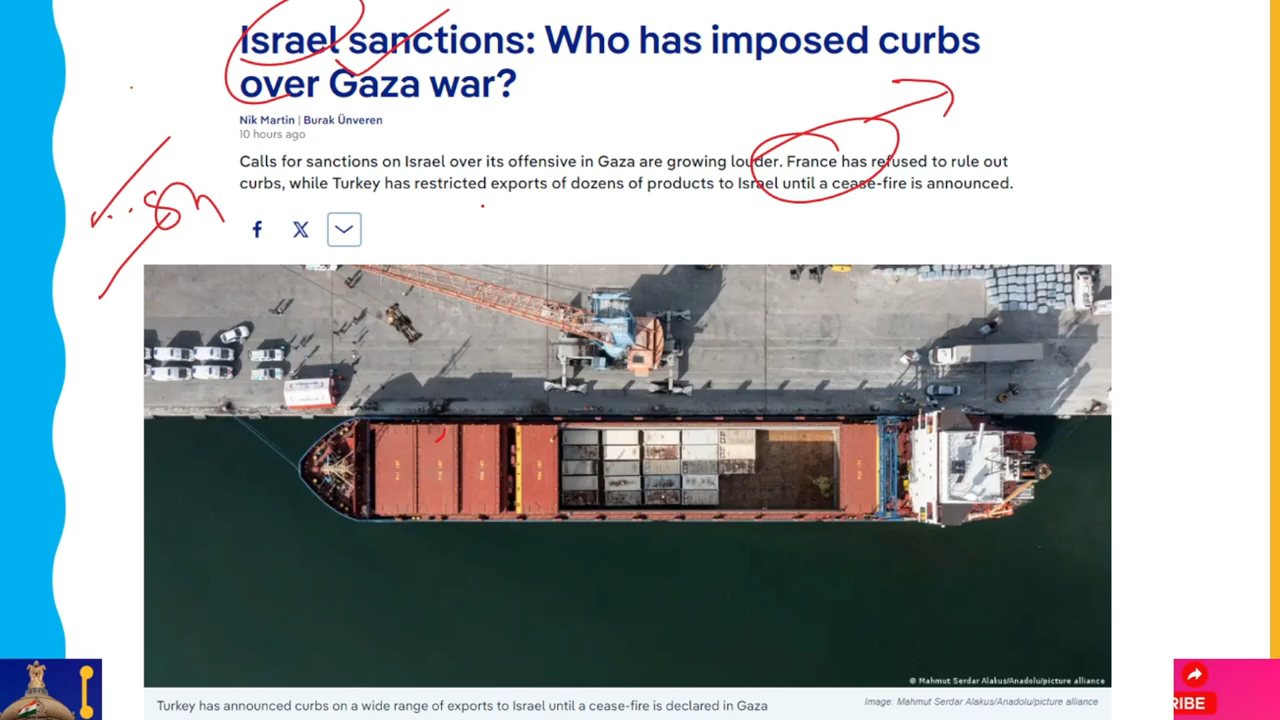 Israel sanctions: Who has imposed curbs
over Gaza war?
Nik Martin | Burak Ünveren
10 hours ago
Calls for sanctions on Israel over its offensive in Gaza are growing louder. France has refused to rule out
curbs, while Turkey has restricted exports of dozens of products to Israel until a cease-fire is announced.
© Mahmut Serdar Alakus/Anadolu/picture alliance
Turkey has announced curbs on a wide range of exports to Israel until a cease-fire is declared in Gaza
Image: Mahmut Serdar Alakus/Anadolu/picture alliance
RIBE